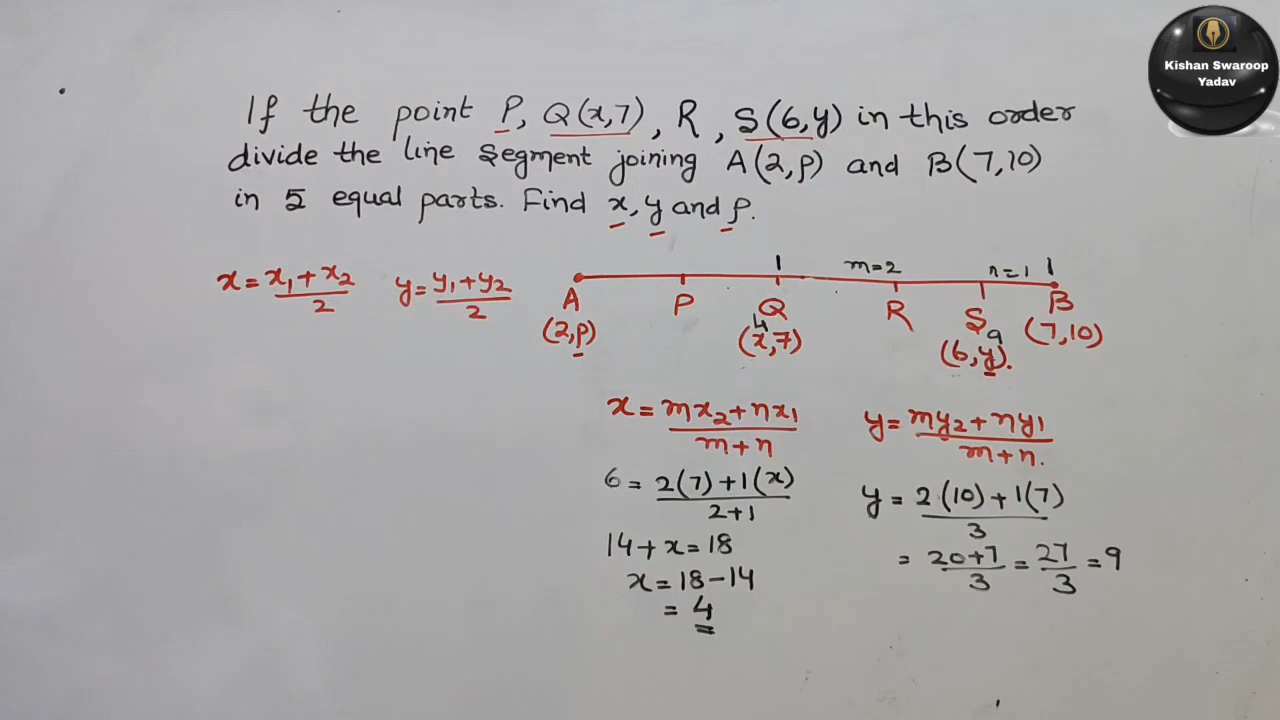 Kishan Swaroop
Yadav
If the point P, Q(x,7), R, S(6,y) in this order
divide the line segment joining A(2,p) and B(7,10)
in 5 equal parts. Find x, y and p.
x = x₁ + x₂ / 2
y = y₁ + y₂ / 2
1 m=2 n=1 1
A P Q R S B
(2,p) (x,7) (6,y). (7,10)
4 9
x = mx₂ + nx₁ / m + n
y = my₂ + ny₁ / m + n.
6 = 2(7) + 1(x) / 2+1
y = 2(10) + 1(7) / 3
14 + x = 18
= 20+7 / 3 = 27 / 3 = 9
x = 18 - 14
= 4